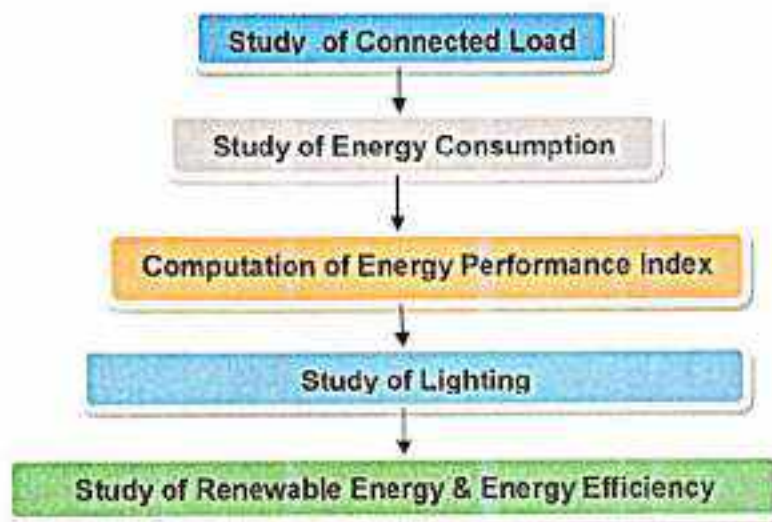 Study of Connected Load
Study of Energy Consumption
Computation of Energy Performance Index
Study of Lighting
Study of Renewable Energy & Energy Efficiency